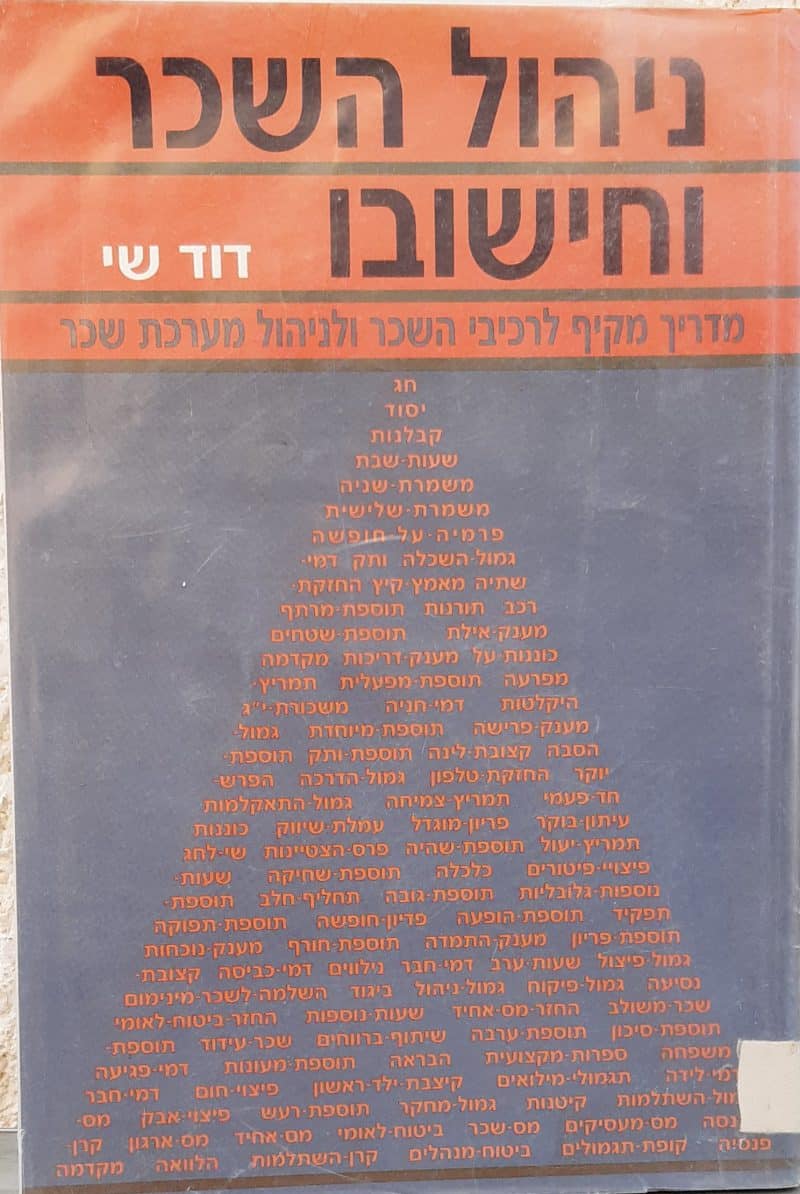 ניהול השכר
וחישובו
דוד שי
מדריך מקיף לרכיבי השכר ולניהול מערכת שכר
חג
יסוד
קבלנות
שעות-שבת
משמרת-שניה
משמרת-שלישית
פרמיה-על-חופשה
גמול-השכלה ותק דמי-
שתיה מאמץ-קיץ החזקת-
רכב תורנות תוספת-מרתף
מענק-אילת תוספת-שטחים
כוננות-על מענק-דריכות מקדמה
מפרעה תוספת-מפעלית תמריץ-
היקלטות דמי-חניה משכורת-י"ג
מענק-פרישה תוספת-מיוחדת גמול-
הסבה קצובת-לינה תוספת-ותק תוספת-
יוקר החזקת-טלפון גמול-הדרכה הפרש-
חד-פעמי תמריץ-צמיחה גמול-התאקלמות
עיתון-בוקר פריון-מוגדל עמלת-שיווק כוננות
תמריץ-יעול תוספת-שהיה פרס-הצטיינות שי-לחג
פיצויי-פיטורים כלכלה תוספת-שחיקה שעות-
נוספות-גלובליות תוספת-גובה תחליף-חלב תוספת-
תפקיד תוספת-הופעה פדיון-חופשה תוספת-תפוקה
תוספת-פריון מענק-התמדה תוספת-חורף מענק-נוכחות
גמול-פיצול שעות-ערב דמי-חבר נילווים דמי-כביסה קצובת-
נסיעה גמול-פיקוח גמול-ניהול ביגוד השלמה-לשכר-מינימום
שכר-משולב החזר-מס-אחיד שעות-נוספות החזר-ביטוח-לאומי
תוספת-סיכון תוספת-ערבה שיתוף-ברווחים שכר-עידוד תוספת-
משפחה ספרות-מקצועית הבראה תוספת-מעונות דמי-פגיעה
דמי-לידה תגמולי-מילואים קיצבת-ילד-ראשון פיצוי-חום דמי-חבר
מול-השתלמות קיטנות גמול-מחקר תוספת-רעש פיצוי-אבק מס-
נסה מס-מעסיקים מס-שכר ביטוח-לאומי מס-אחיד מס-ארגון קרן-
פנסיה קופת-תגמולים ביטוח-מנהלים קרן-השתלמות הלוואה מקדמה